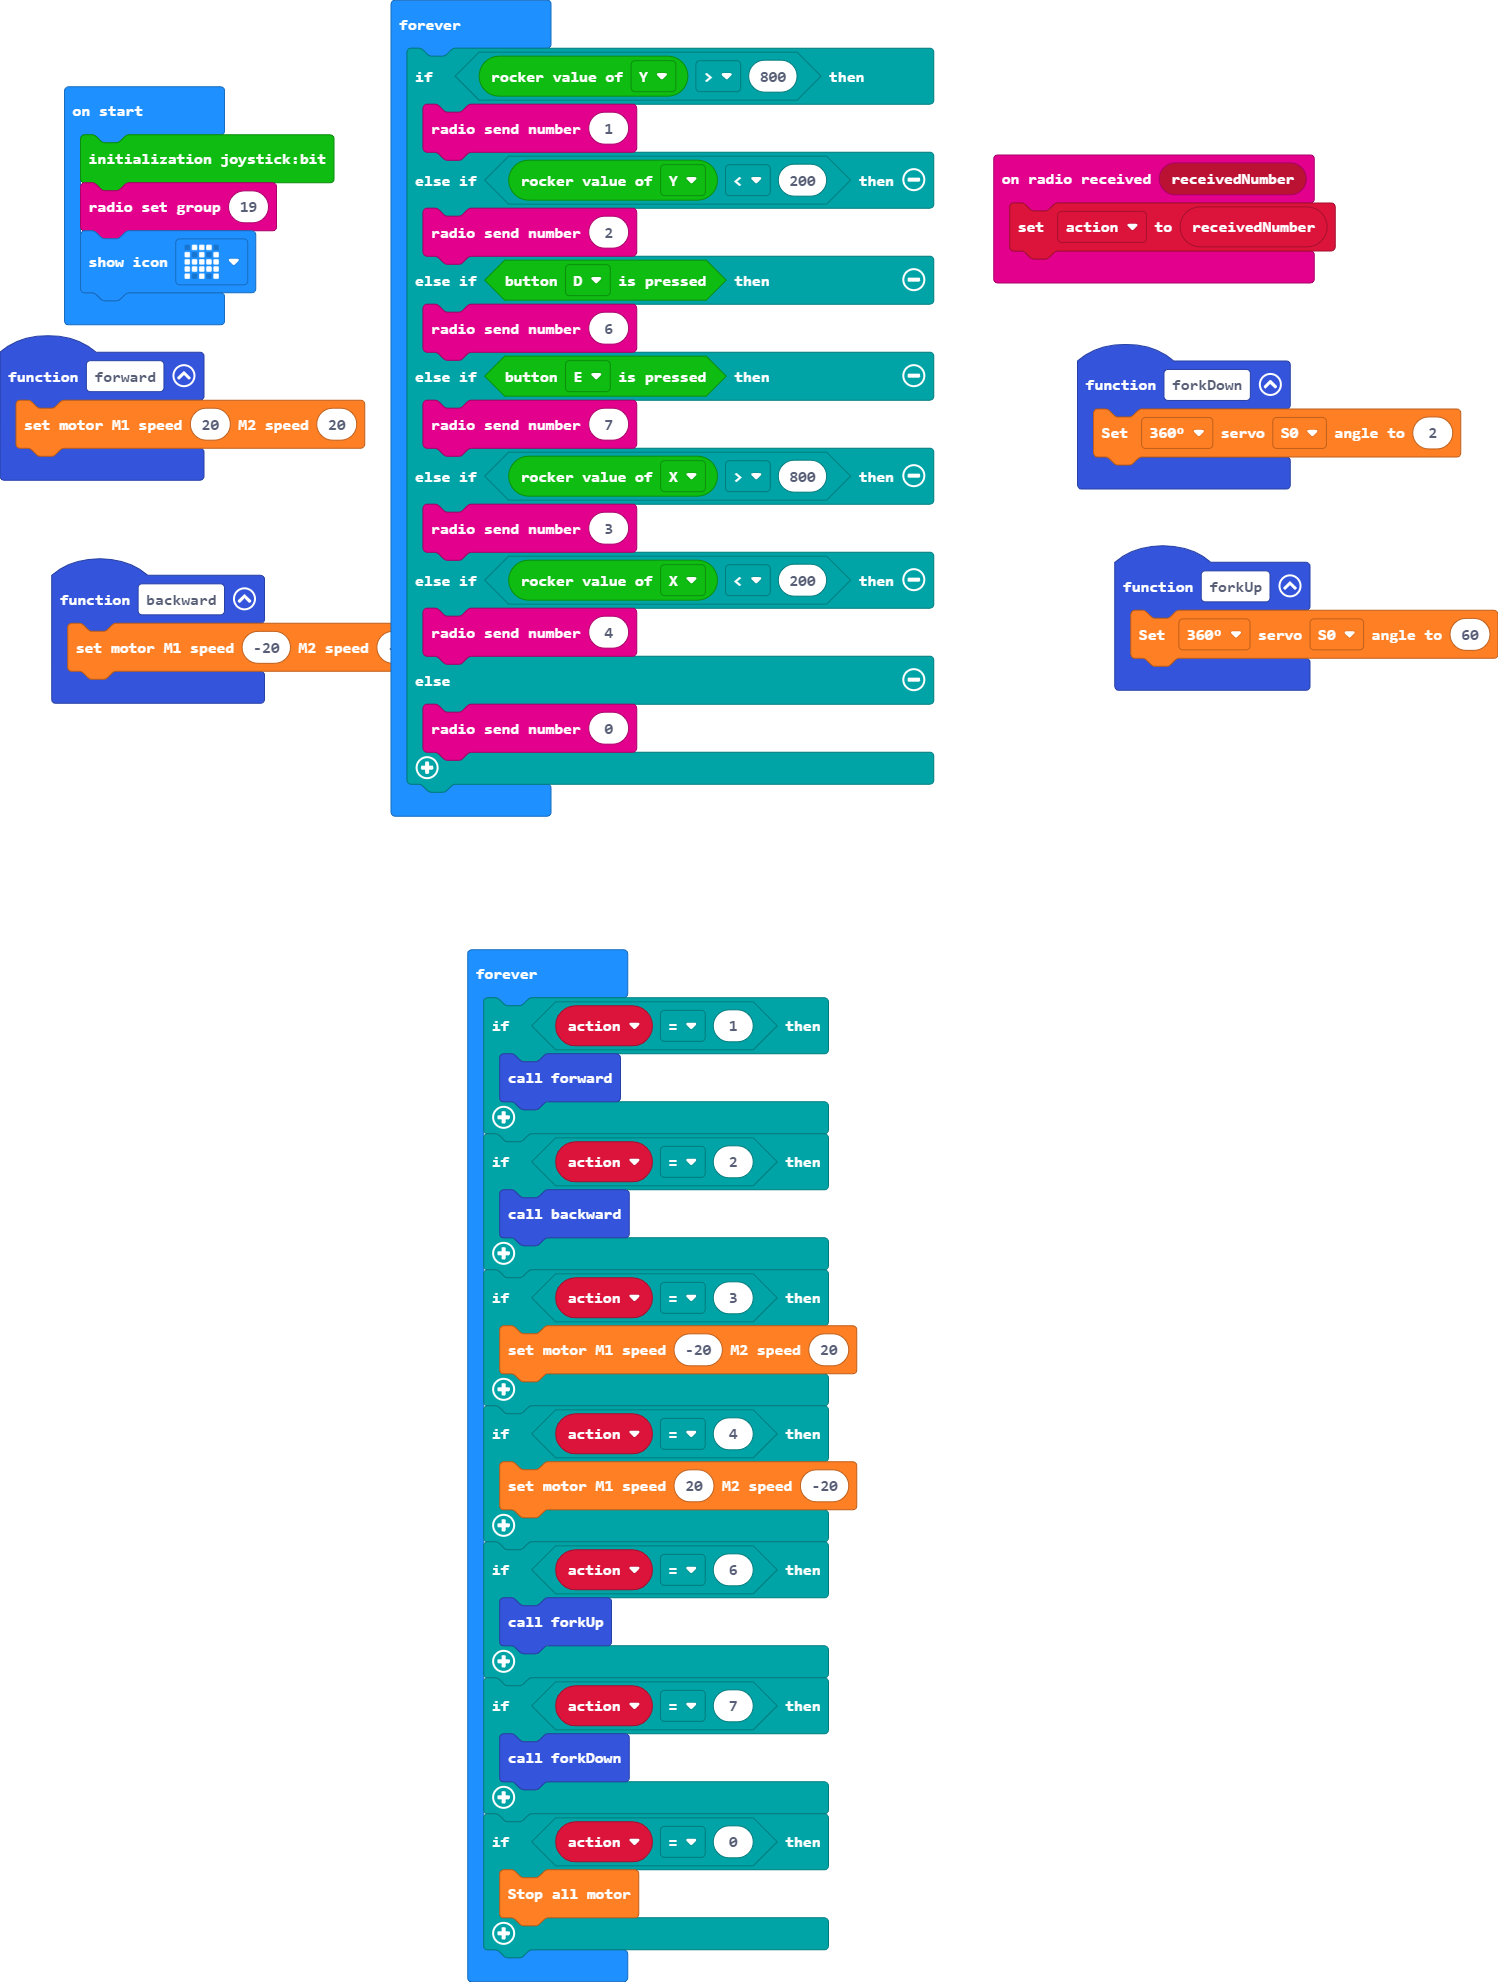 on start
initialization joystick:bit
radio set group 19
show icon
function forward
set motor M1 speed 20 M2 speed 20
function backward
set motor M1 speed -20 M2 speed
forever
if rocker value of Y > 800 then
radio send number 1
else if rocker value of Y < 200 then
radio send number 2
else if button D is pressed then
radio send number 6
else if button E is pressed then
radio send number 7
else if rocker value of X > 800 then
radio send number 3
else if rocker value of X < 200 then
radio send number 4
else
radio send number 0
on radio received receivedNumber
set action to receivedNumber
function forkDown
Set 360° servo S0 angle to 2
function forkUp
Set 360° servo S0 angle to 60
forever
if action = 1 then
call forward
if action = 2 then
call backward
if action = 3 then
set motor M1 speed -20 M2 speed 20
if action = 4 then
set motor M1 speed 20 M2 speed -20
if action = 6 then
call forkUp
if action = 7 then
call forkDown
if action = 0 then
Stop all motor